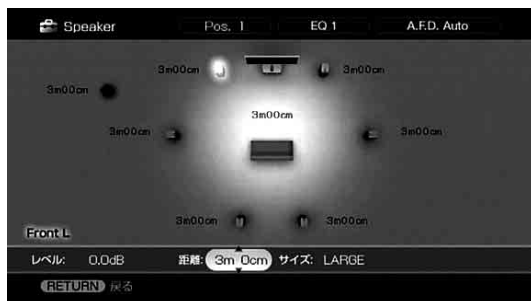 Speaker Pos. 1 EQ 1 A.F.D. Auto
3m00cm 3m00cm
3m00cm
3m00cm
3m00cm 3m00cm
3m00cm 3m00cm
Front L
レベル: 0.0dB 距離: 3m 0cm サイズ: LARGE
RETURN 戻る